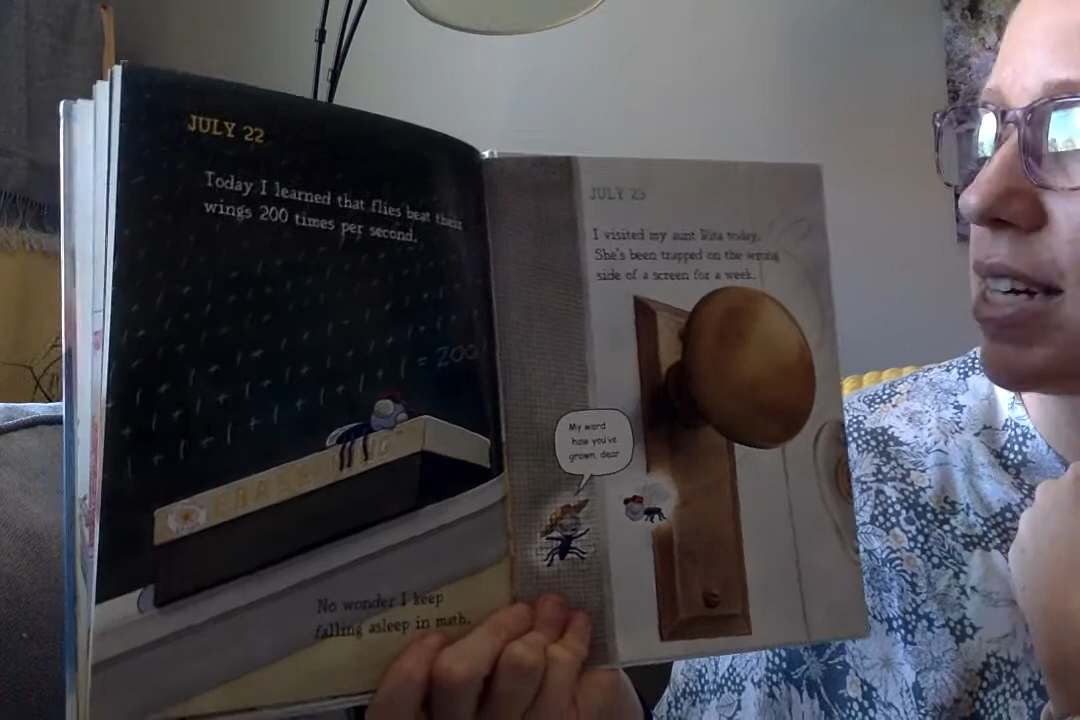 JULY 22
Today I learned that flies beat their
wings 200 times per second.
= 200
No wonder I keep
falling asleep in math.
JULY 23
I visited my aunt Rita today.
She's been trapped on the wrong
side of a screen for a week.
My word
how you've
grown, dear